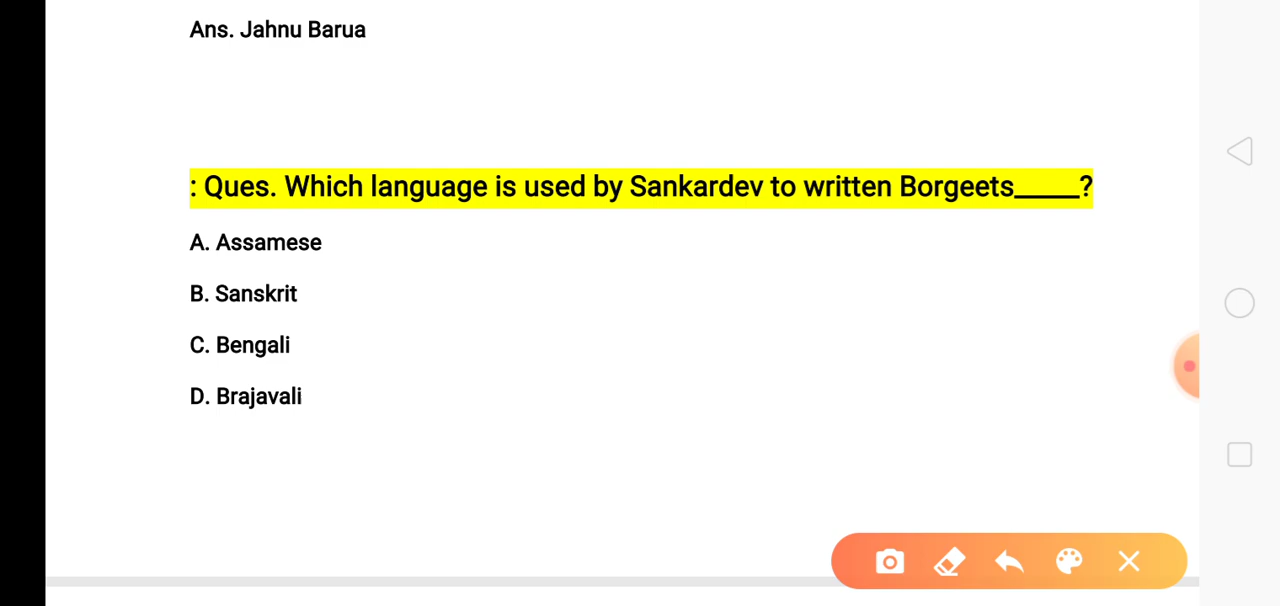 Ans. Jahnu Barua
: Ques. Which language is used by Sankardev to written Borgeets_____?
A. Assamese
B. Sanskrit
C. Bengali
D. Brajavali